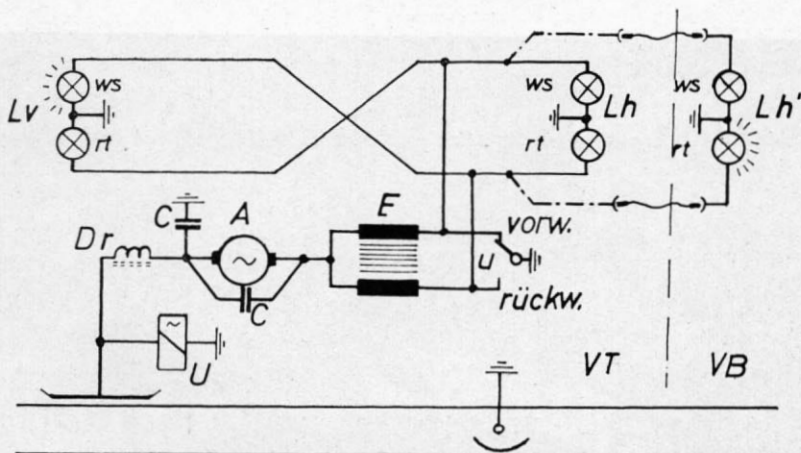 ws ws ws
Lv Lh Lh'
rt rt rt
C A E vorw.
Dr u
C rückw.
U VT VB